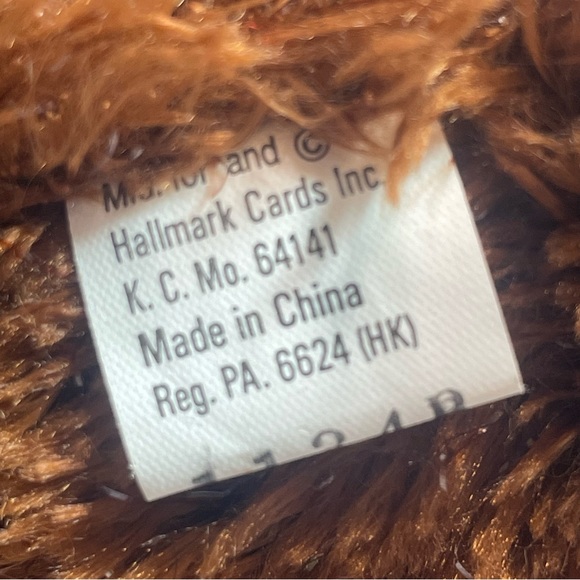 and ©
Hallmark Cards Inc.
K. C. Mo. 64141
Made in China
Reg. PA. 6624 (HK)